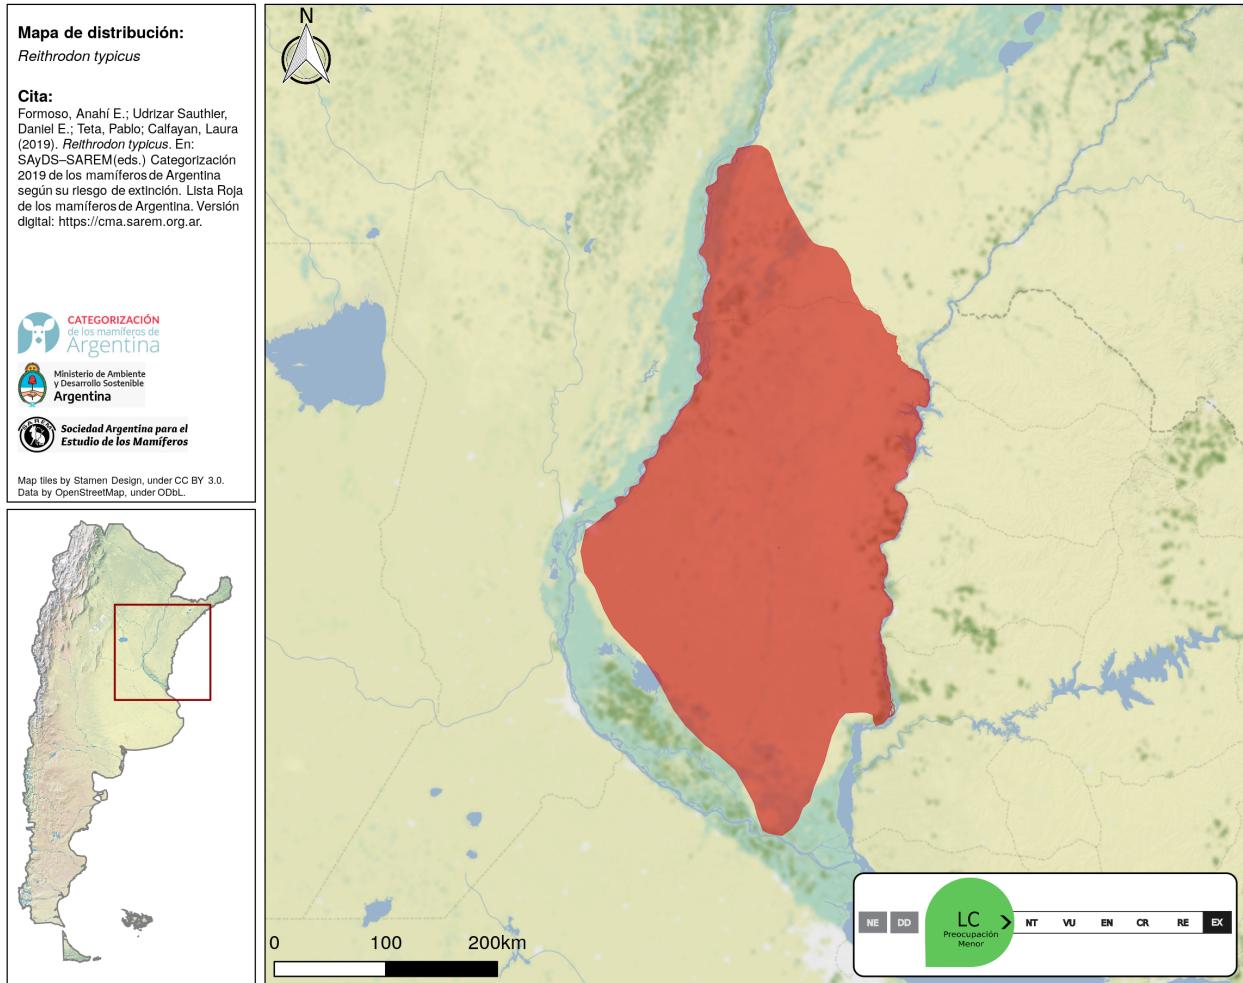 Mapa de distribución:
Reithrodon typicus
Cita:
Formoso, Anahí E.; Udrizar Sauthier,
Daniel E.; Teta, Pablo; Calfayan, Laura
(2019). Reithrodon typicus. En:
SAyDS–SAREM(eds.) Categorización
2019 de los mamíferos de Argentina
según su riesgo de extinción. Lista Roja
de los mamíferos de Argentina. Versión
digital: https://cma.sarem.org.ar.
CATEGORIZACIÓN
de los mamíferos de
Argentina
Ministerio de Ambiente
y Desarrollo Sostenible
Argentina
SAREM
Sociedad Argentina para el
Estudio de los Mamíferos
Map tiles by Stamen Design, under CC BY 3.0.
Data by OpenStreetMap, under ODbL.
N
0 100 200km
NE DD LC NT VU EN CR RE EX
Preocupación
Menor